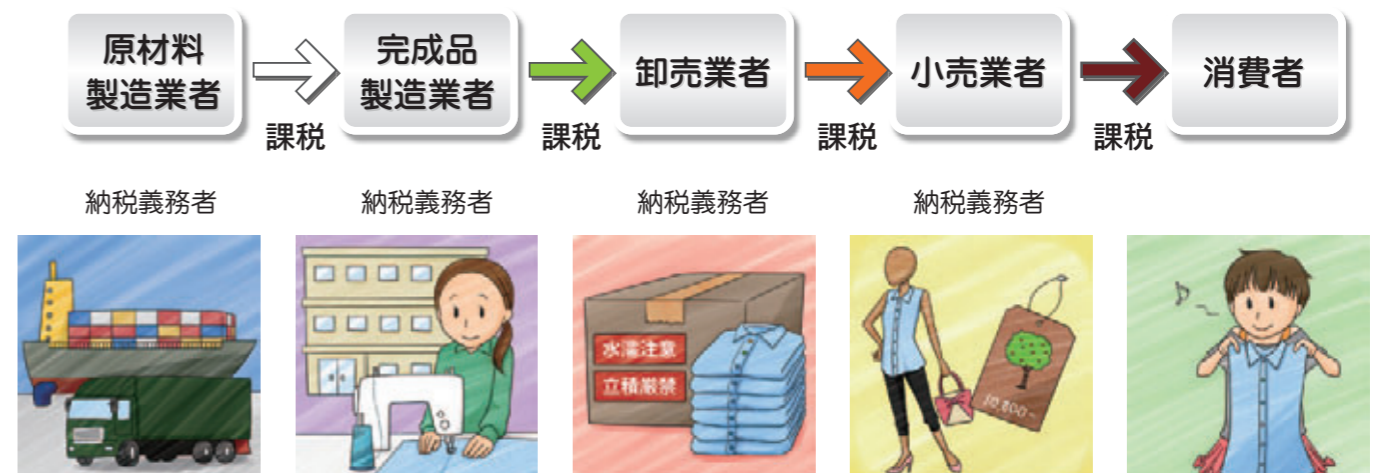 原材料
製造業者
完成品
製造業者
卸売業者
小売業者
消費者
課税
課税
課税
課税
納税義務者
納税義務者
納税義務者
納税義務者
水濡注意
立積厳禁
10,800-